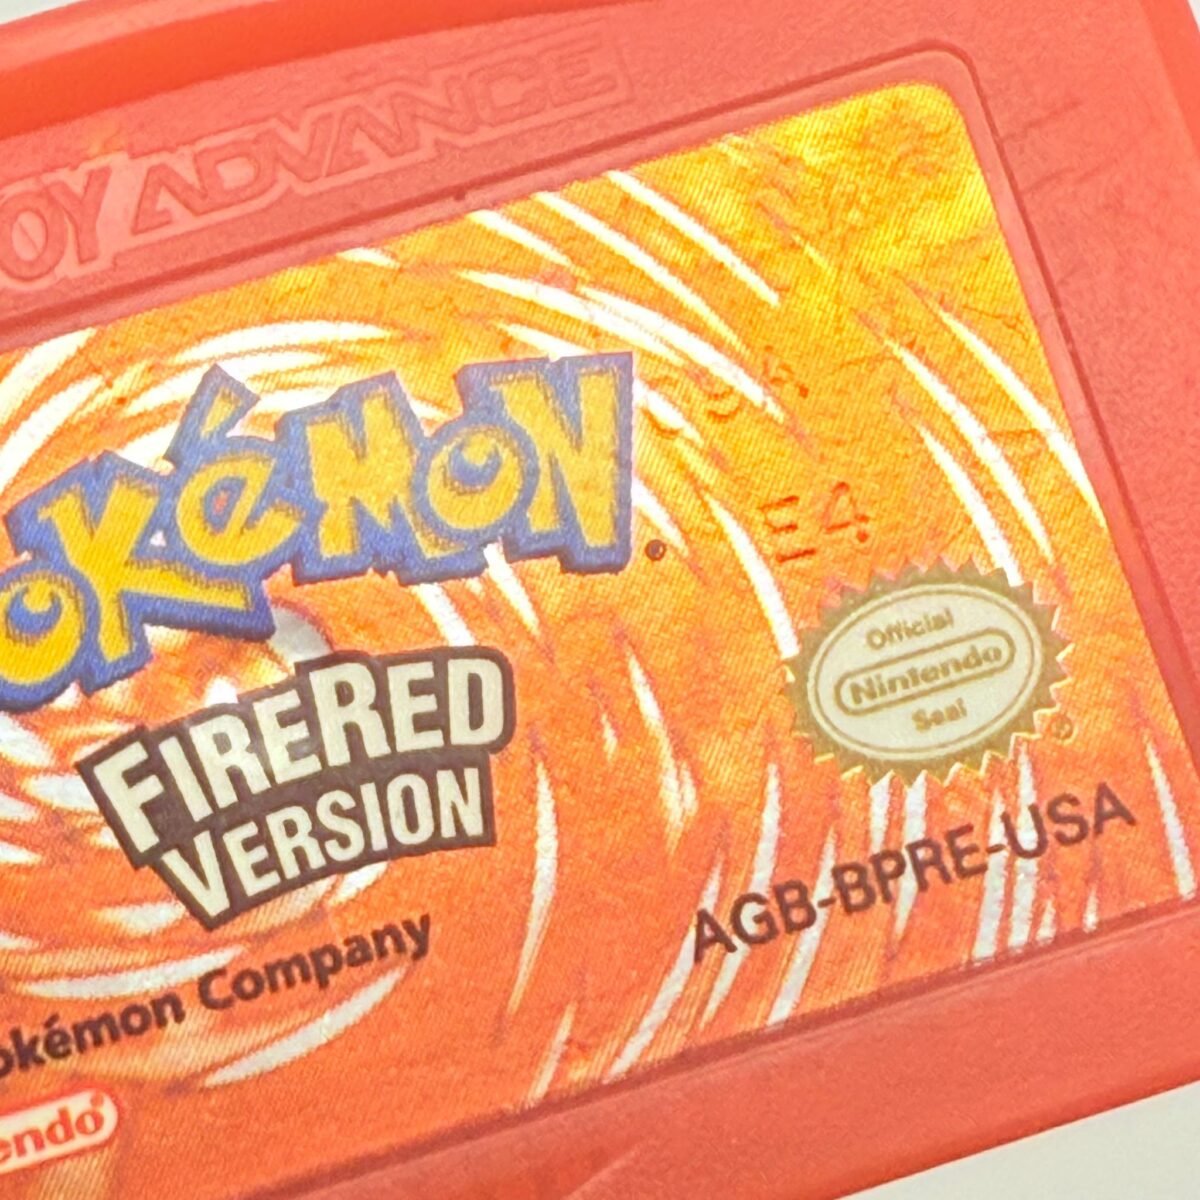 OY ADVANCE
okémon
E4
Official
Nintendo
Seal
®
FIRERED
VERSION
AGB-BPRE-USA
okémon Company
endo®